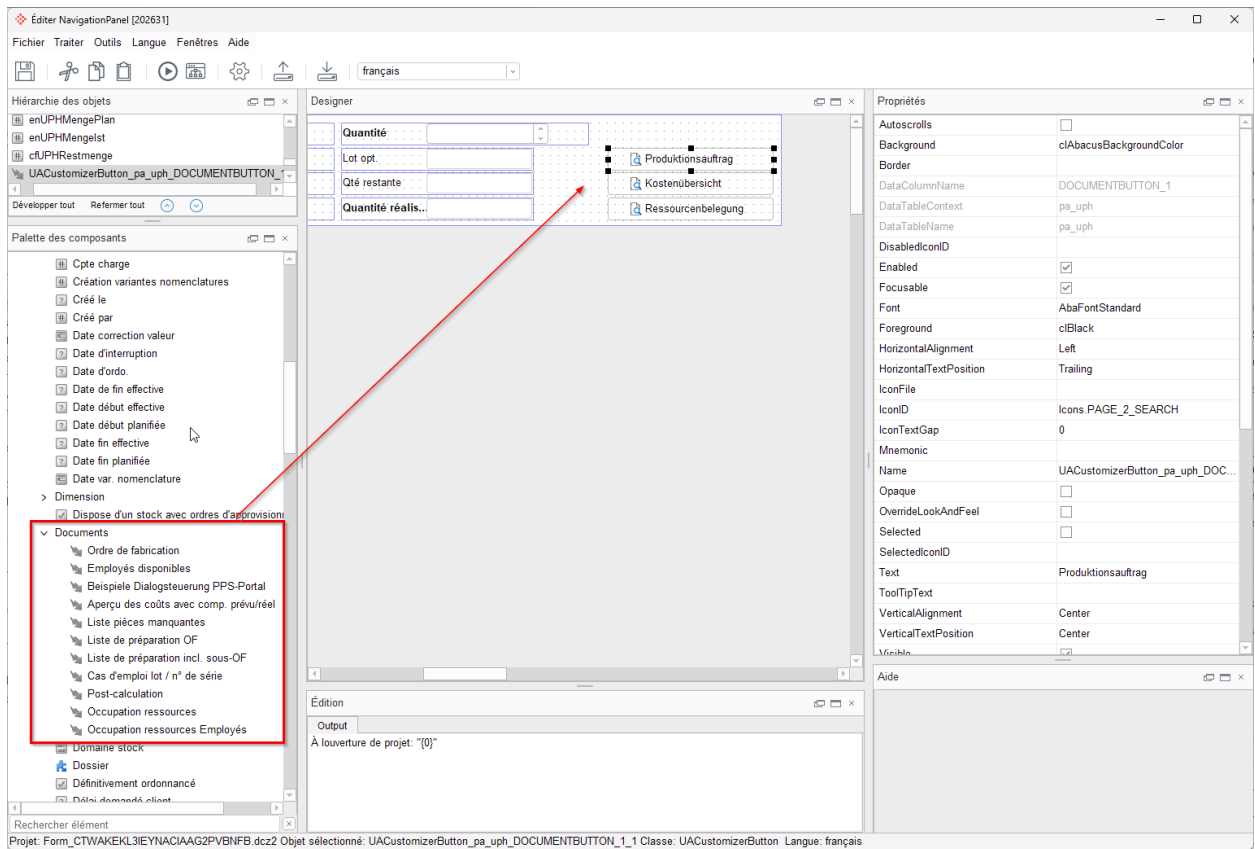 Éditer NavigationPanel [202631]
Fichier Traiter Outils Langue Fenêtres Aide
français
Hiérarchie des objets
enUPHMengePlan
enUPHMengeIst
cfUPHRestmenge
UACustomizerButton_pa_uph_DOCUMENTBUTTON_1
Développer tout Refermer tout
Palette des composants
Cpte charge
Création variantes nomenclatures
Créé le
Créé par
Date correction valeur
Date d'interruption
Date d'ordo.
Date de fin effective
Date début effective
Date début planifiée
Date fin effective
Date fin planifiée
Date var. nomenclature
Dimension
Dispose d'un stock avec ordres d'approvisionn
Documents
Ordre de fabrication
Employés disponibles
Beispiele Dialogsteuerung PPS-Portal
Aperçu des coûts avec comp. prévu/réel
Liste pièces manquantes
Liste de préparation OF
Liste de préparation incl. sous-OF
Cas d'emploi lot / n° de série
Post-calculation
Occupation ressources
Occupation ressources Employés
Domaine stock
Dossier
Définitivement ordonnancé
Délai demandé client
Rechercher élément
Designer
Quantité
Lot opt.
Qté restante
Quantité réalis,..
Produktionsauftrag
Kostenübersicht
Ressourcenbelegung
Édition
Output
À louverture de projet: "{0}"
Propriétés
Autoscrolls
Background clAbacusBackgroundColor
Border
DataColumnName DOCUMENTBUTTON_1
DataTableContext pa_uph
DataTableName pa_uph
DisabledIconID
Enabled
Focusable
Font AbaFontStandard
Foreground clBlack
HorizontalAlignment Left
HorizontalTextPosition Trailing
IconFile
IconID Icons.PAGE_2_SEARCH
IconTextGap 0
Mnemonic
Name UACustomizerButton_pa_uph_DOC...
Opaque
OverrideLookAndFeel
Selected
SelectedIconID
Text Produktionsauftrag
ToolTipText
VerticalAlignment Center
VerticalTextPosition Center
Visible
Aide
Projet: Form_CTWAKEKL3IEYNACIAAG2PVBNFB.dcz2 Objet sélectionné: UACustomizerButton_pa_uph_DOCUMENTBUTTON_1_1 Classe: UACustomizerButton Langue: français